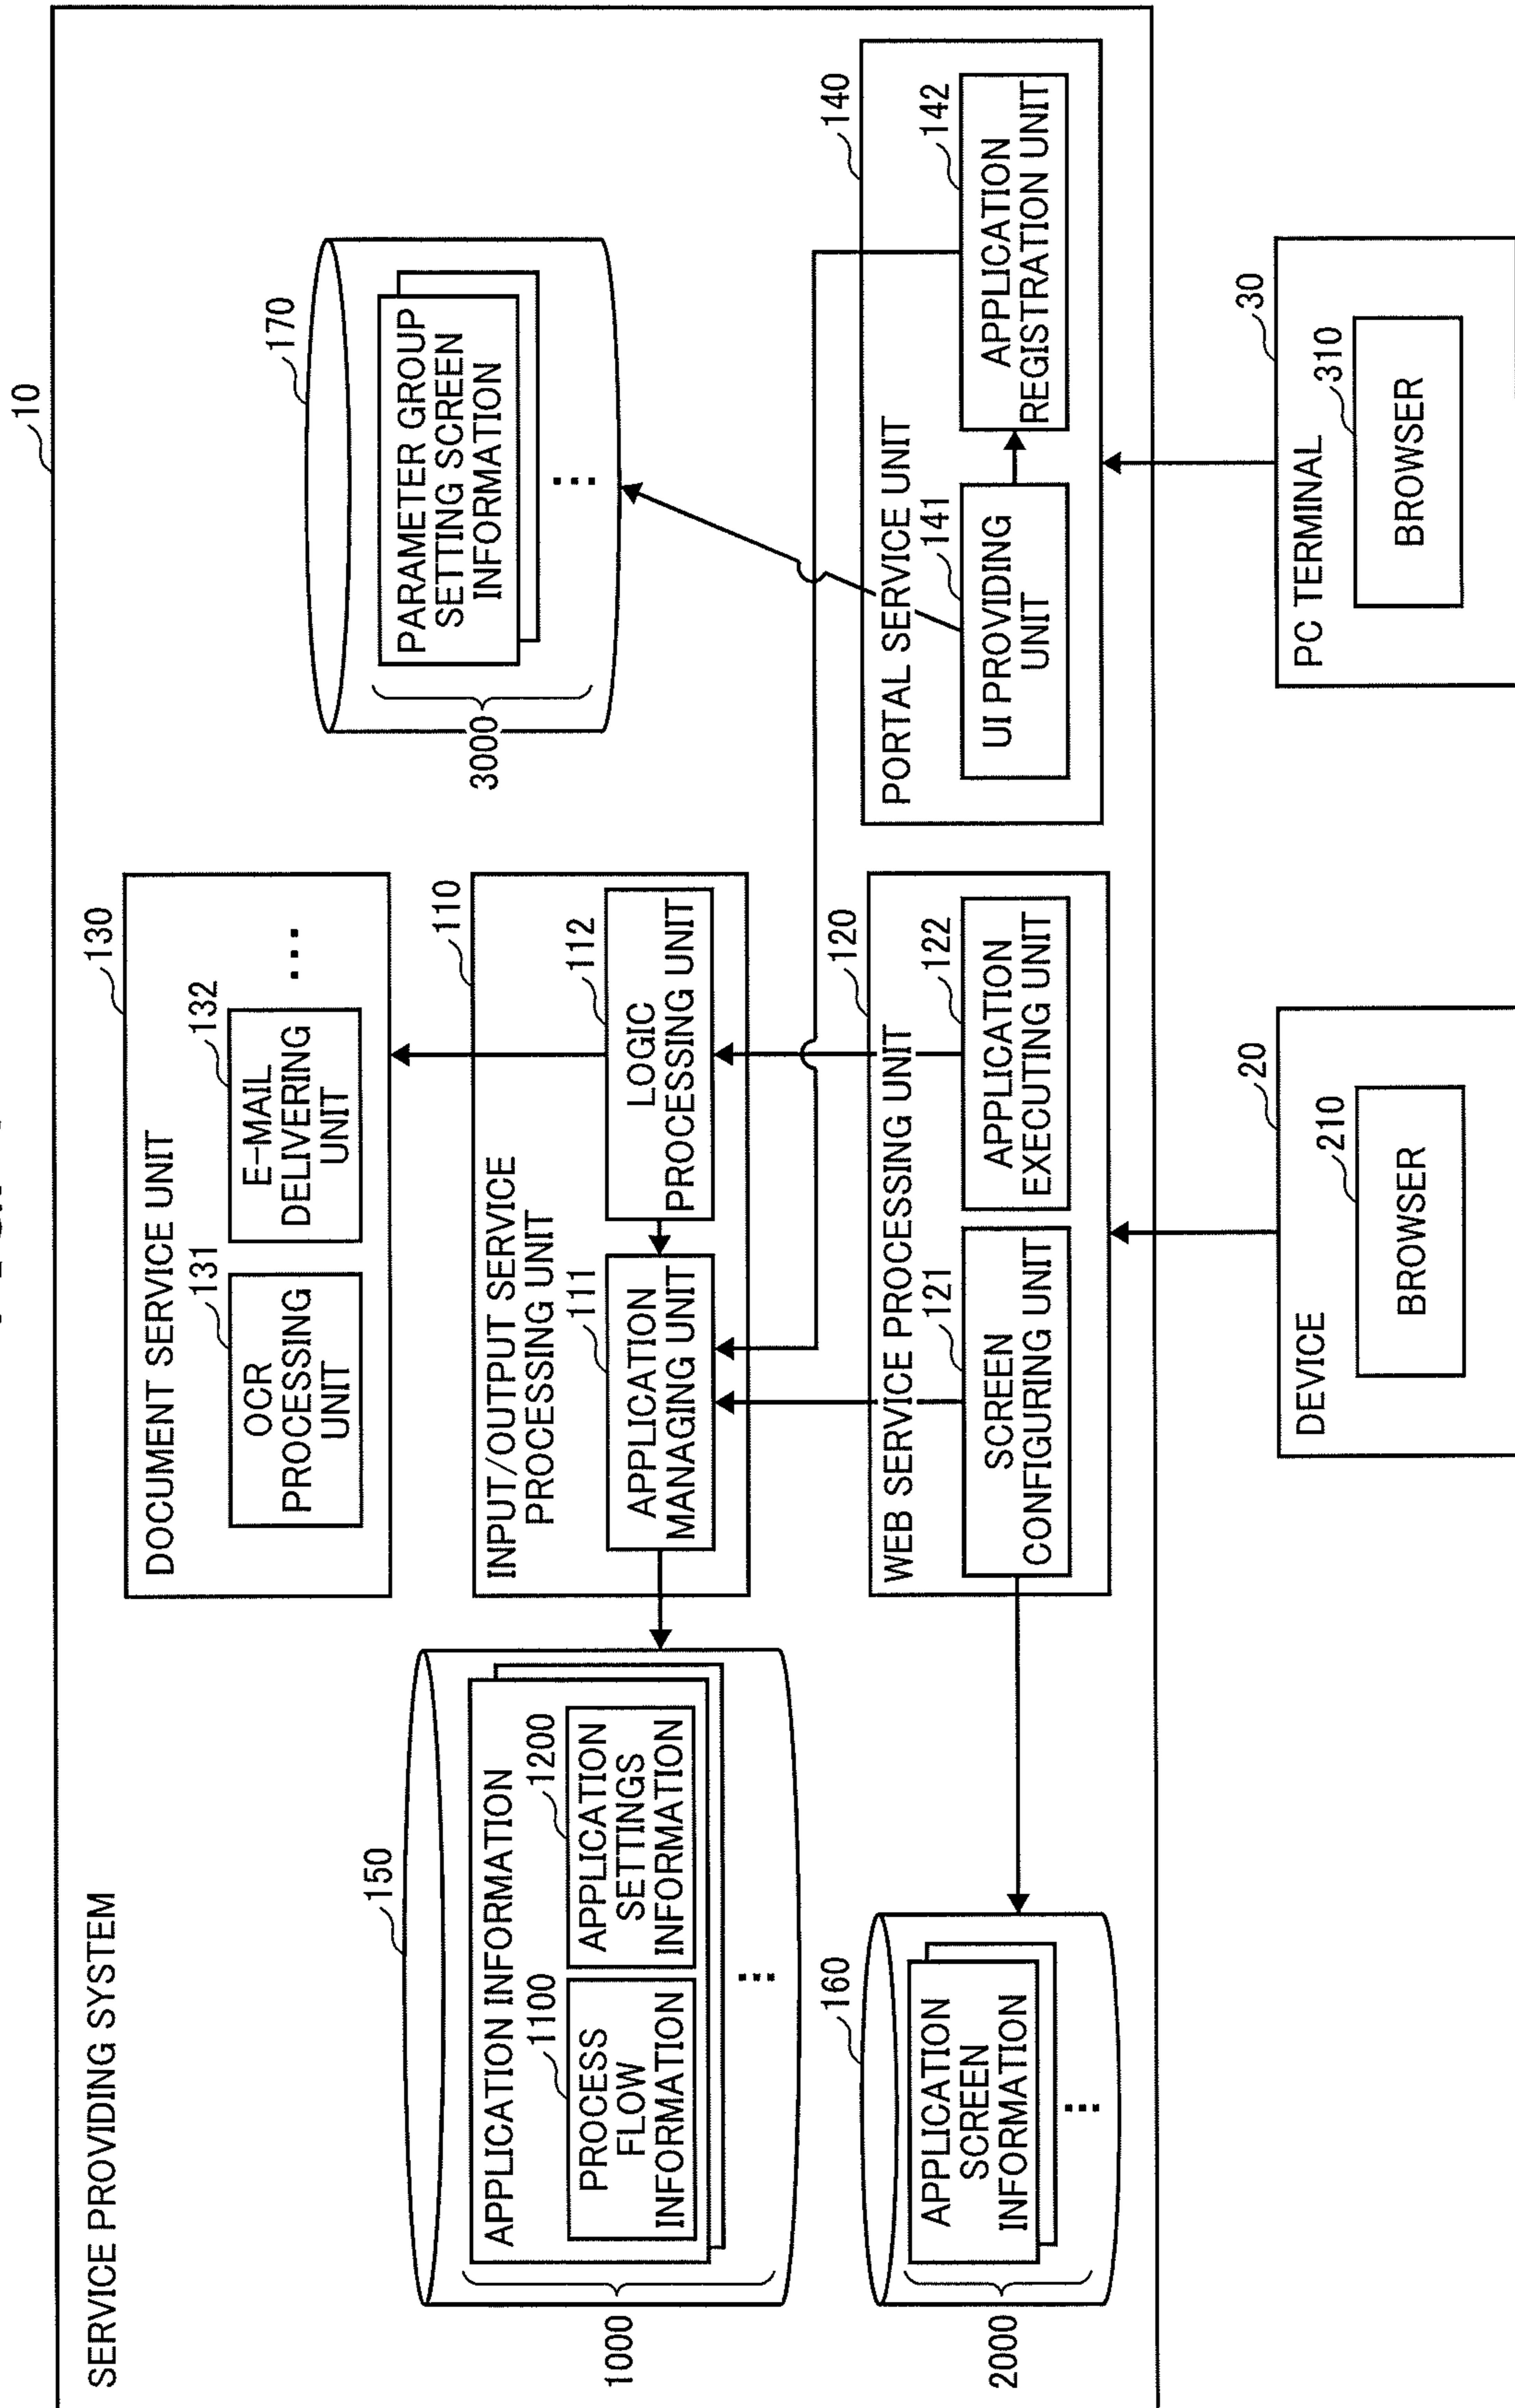 10
SERVICE PROVIDING SYSTEM
130
DOCUMENT SERVICE UNIT
131
OCR
PROCESSING
UNIT
132
E-MAIL
DELIVERING
UNIT
...
170
PARAMETER GROUP
SETTING SCREEN
INFORMATION
...
3000
150
APPLICATION INFORMATION
1100
PROCESS
FLOW
INFORMATION
1200
APPLICATION
SETTINGS
INFORMATION
...
1000
110
INPUT/OUTPUT SERVICE
PROCESSING UNIT
111
APPLICATION
MANAGING UNIT
112
LOGIC
PROCESSING UNIT
160
APPLICATION
SCREEN
INFORMATION
...
2000
120
WEB SERVICE PROCESSING UNIT
121
SCREEN
CONFIGURING UNIT
122
APPLICATION
EXECUTING UNIT
140
PORTAL SERVICE UNIT
141
UI PROVIDING
UNIT
142
APPLICATION
REGISTRATION UNIT
20
DEVICE
210
BROWSER
30
PC TERMINAL
310
BROWSER